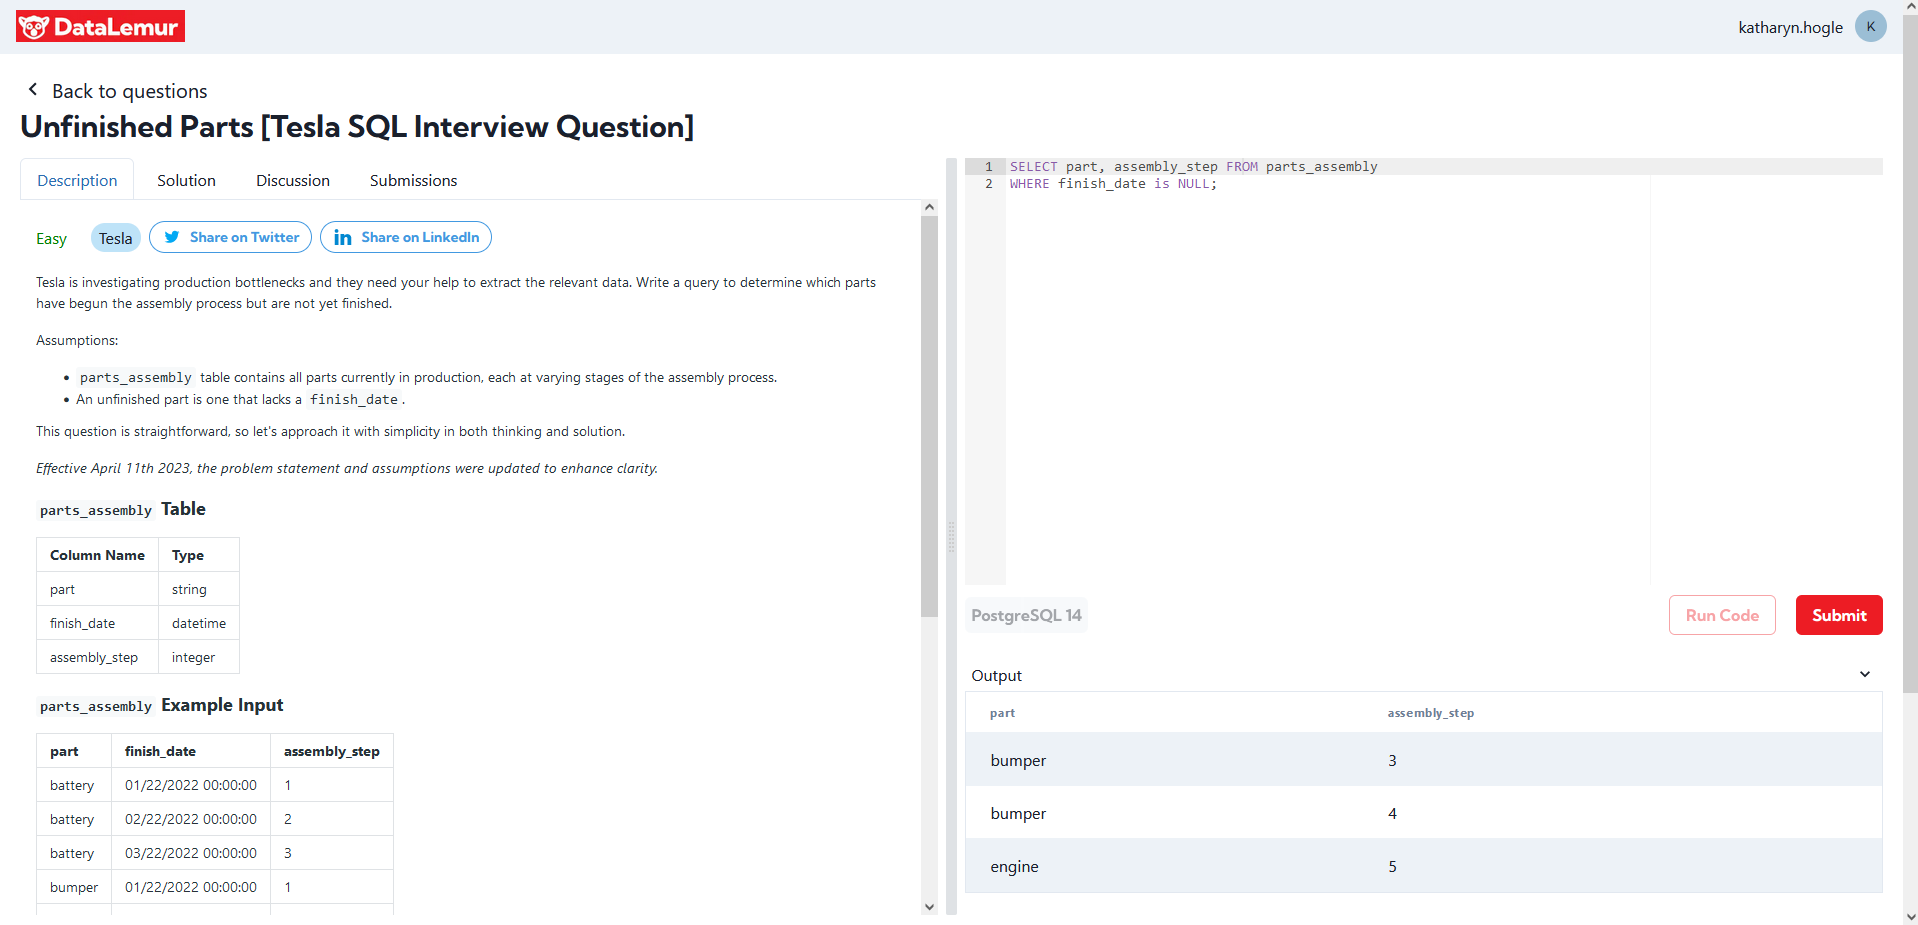 DataLemur
katharyn.hogle
K
Back to questions
Unfinished Parts [Tesla SQL Interview Question]
Description Solution Discussion Submissions
Easy Tesla Share on Twitter Share on LinkedIn
Tesla is investigating production bottlenecks and they need your help to extract the relevant data. Write a query to determine which parts
have begun the assembly process but are not yet finished.
Assumptions:
• parts_assembly table contains all parts currently in production, each at varying stages of the assembly process.
• An unfinished part is one that lacks a finish_date.
This question is straightforward, so let's approach it with simplicity in both thinking and solution.
Effective April 11th 2023, the problem statement and assumptions were updated to enhance clarity.
parts_assembly Table
Column Name Type
part string
finish_date datetime
assembly_step integer
parts_assembly Example Input
part finish_date assembly_step
battery 01/22/2022 00:00:00 1
battery 02/22/2022 00:00:00 2
battery 03/22/2022 00:00:00 3
bumper 01/22/2022 00:00:00 1
1 SELECT part, assembly_step FROM parts_assembly
2 WHERE finish_date is NULL;
PostgreSQL 14
Run Code
Submit
Output
part assembly_step
bumper 3
bumper 4
engine 5